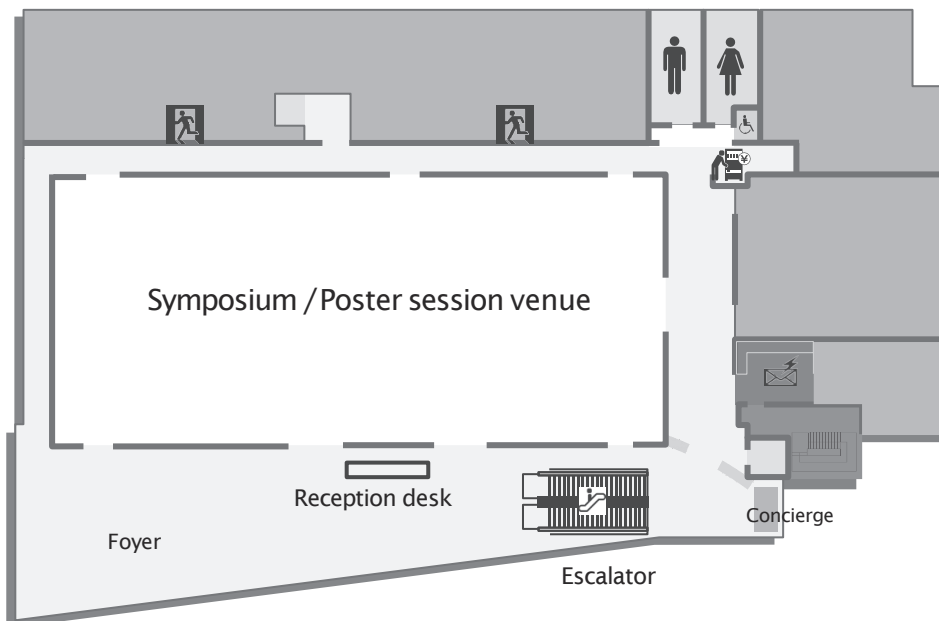 ¥
Symposium / Poster session venue
Reception desk
Concierge
Foyer
Escalator